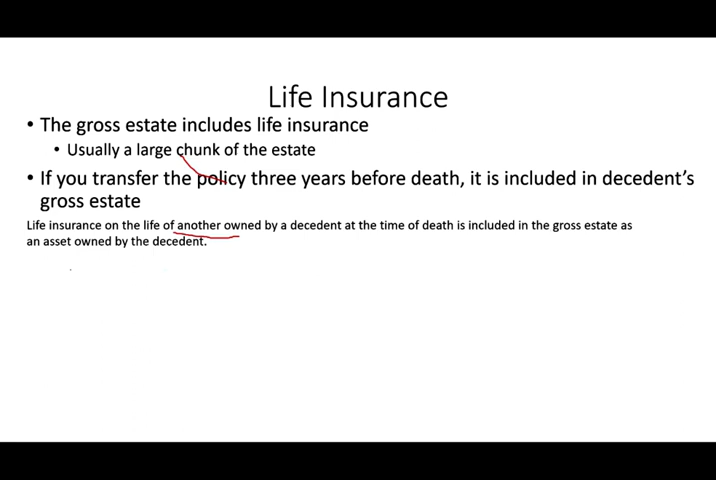 Life Insurance
• The gross estate includes life insurance
• Usually a large chunk of the estate
• If you transfer the policy three years before death, it is included in decedent's
gross estate
Life insurance on the life of another owned by a decedent at the time of death is included in the gross estate as
an asset owned by the decedent.